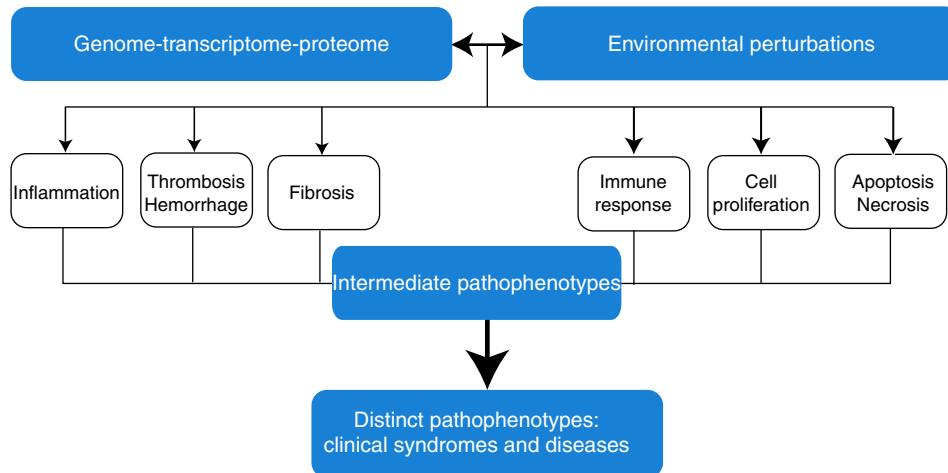 Genome-transcriptome-proteome
Environmental perturbations
Inflammation
Thrombosis
Hemorrhage
Fibrosis
Immune
response
Cell
proliferation
Apoptosis
Necrosis
Intermediate pathophenotypes
Distinct pathophenotypes:
clinical syndromes and diseases